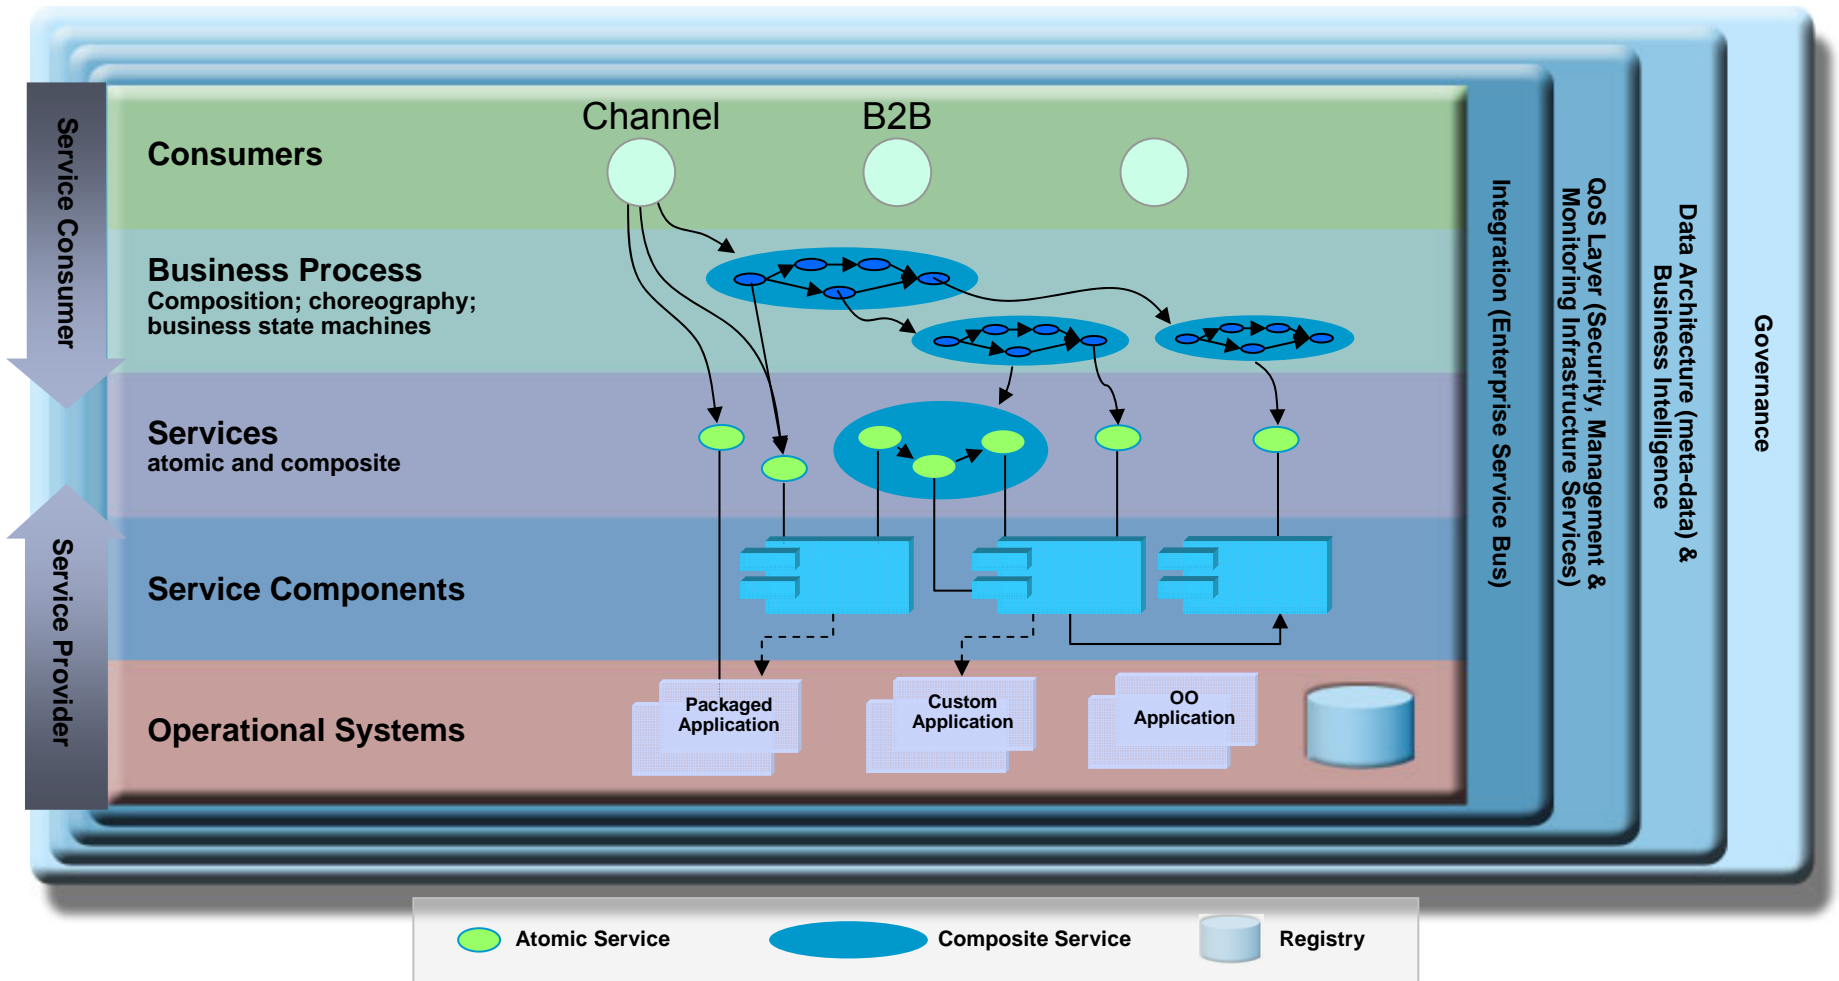 Channel
B2B
Consumers
Business Process
Composition; choreography;
business state machines
Services
atomic and composite
Service Components
Operational Systems
Packaged
Application
Custom
Application
OO
Application
Service Consumer
Service Provider
Integration (Enterprise Service Bus)
QoS Layer (Security, Management &
Monitoring Infrastructure Services)
Data Architecture (meta-data) &
Business Intelligence
Governance
Atomic Service
Composite Service
Registry